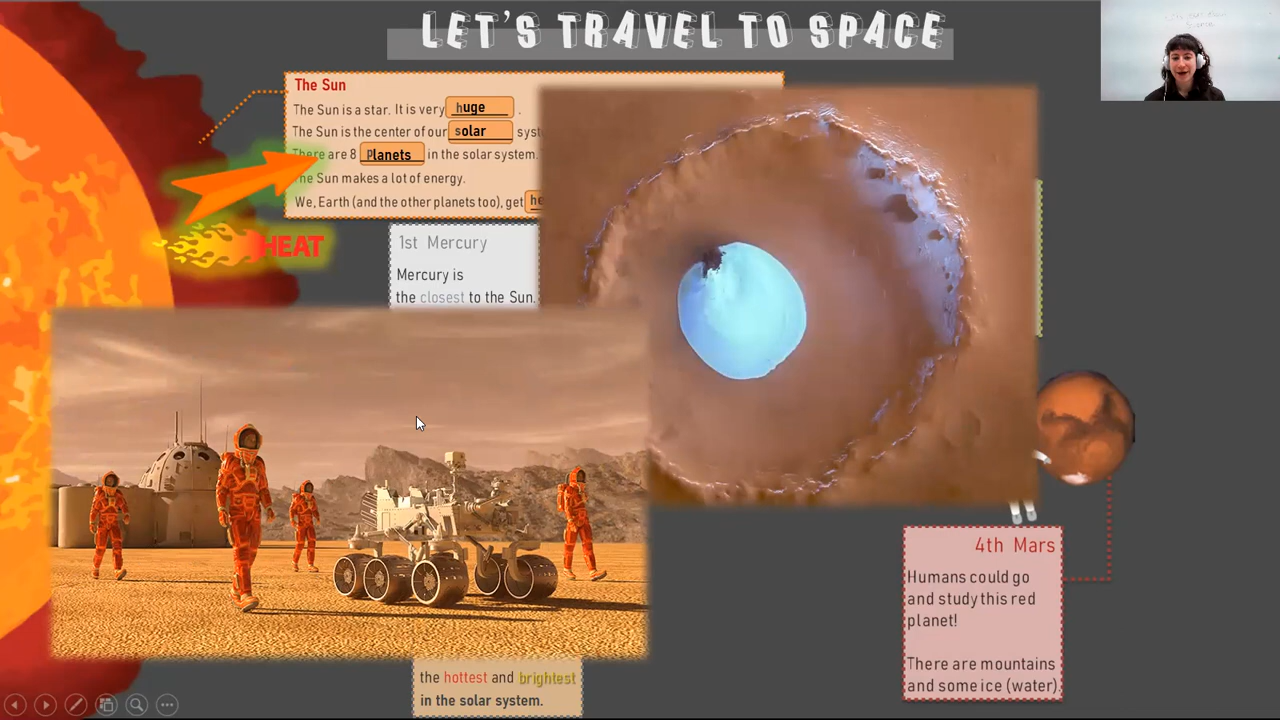 LET'S TRAVEL TO SPACE
The Sun
The Sun is a star. It is very huge .
The Sun is the center of our solar
There are 8 Planets in the solar system.
The Sun makes a lot of energy.
We, Earth (and the other planets too), get
HEAT
1st Mercury
Mercury is
the closest to the Sun.
4th Mars
Humans could go
and study this red
planet!
There are mountains
and some ice (water)
the hottest and brightest
in the solar system.